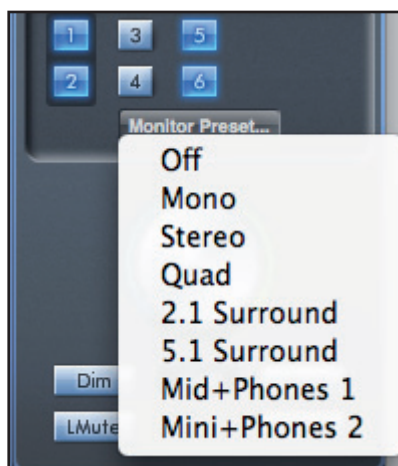 1 3 5
2 4 6
Monitor Preset...
Off
Mono
Stereo
Quad
2.1 Surround
5.1 Surround
Mid+Phones 1
Mini+Phones 2
Dim
LMute